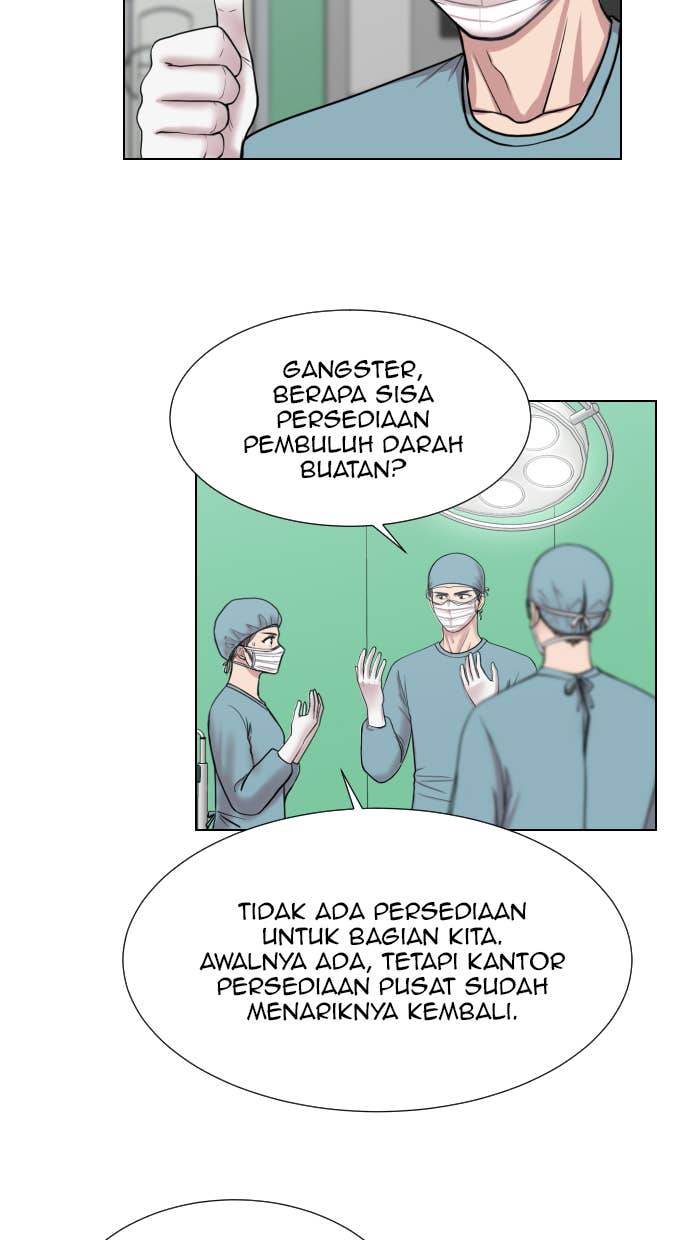 GANGSTER,
BERAPA SISA
PERSEDIAAN
PEMBULUH DARAH
BUATAN?
TIDAK ADA PERSEDIAAN
UNTUK BAGIAN KITA.
AWALNYA ADA, TETAPI KANTOR
PERSEDIAAN PUSAT SUDAH
MENARIKNYA KEMBALI.